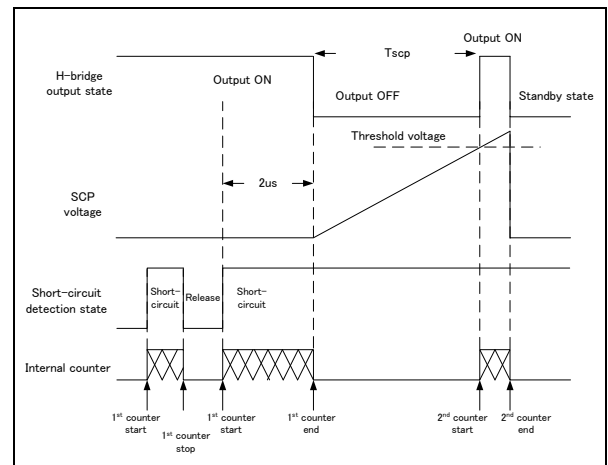 Output ON
Tscp
H-bridge
output state
Output ON
Output OFF
Standby state
Threshold voltage
2us
SCP
voltage
Short-circuit
detection state
Short-
circuit
Release
Short-
circuit
Internal counter
1st counter
start
1st counter
stop
1st counter
start
1st counter
end
2nd counter
start
2nd counter
end